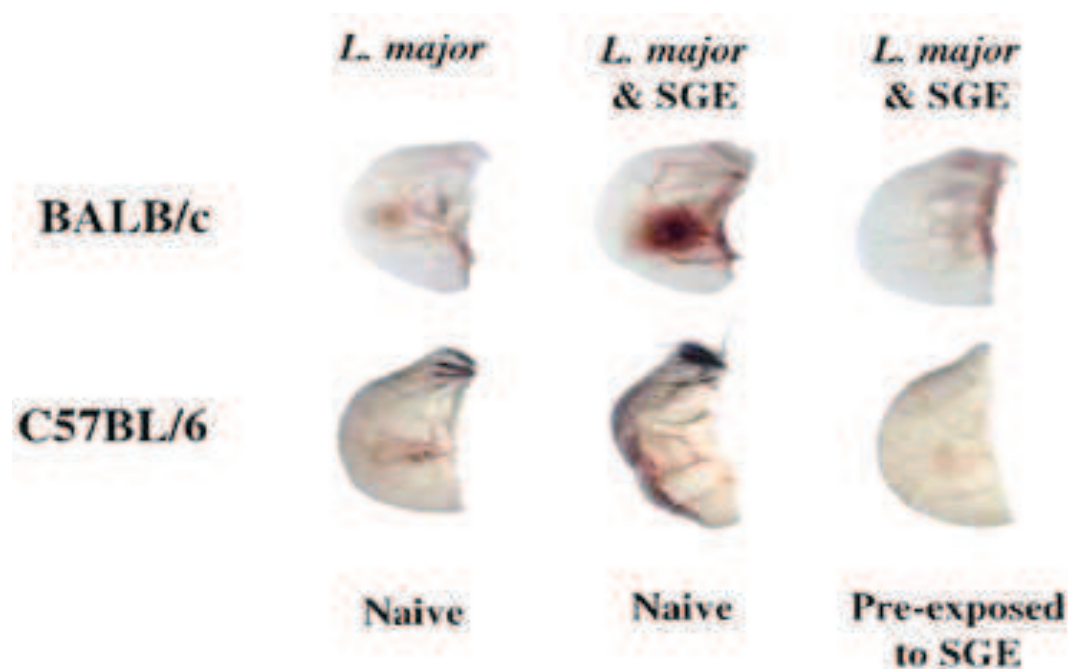 L. major
L. major
& SGE
L. major
& SGE
BALB/c
C57BL/6
Naive
Naive
Pre-exposed
to SGE